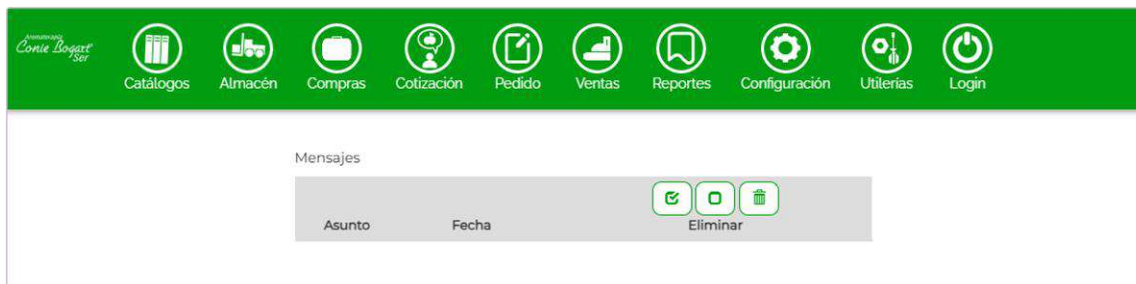 Aromaterapia
Conie Bogart
Ser
Catálogos Almacén Compras Cotización Pedido Ventas Reportes Configuración Utilerías Login
Mensajes
Asunto Fecha Eliminar